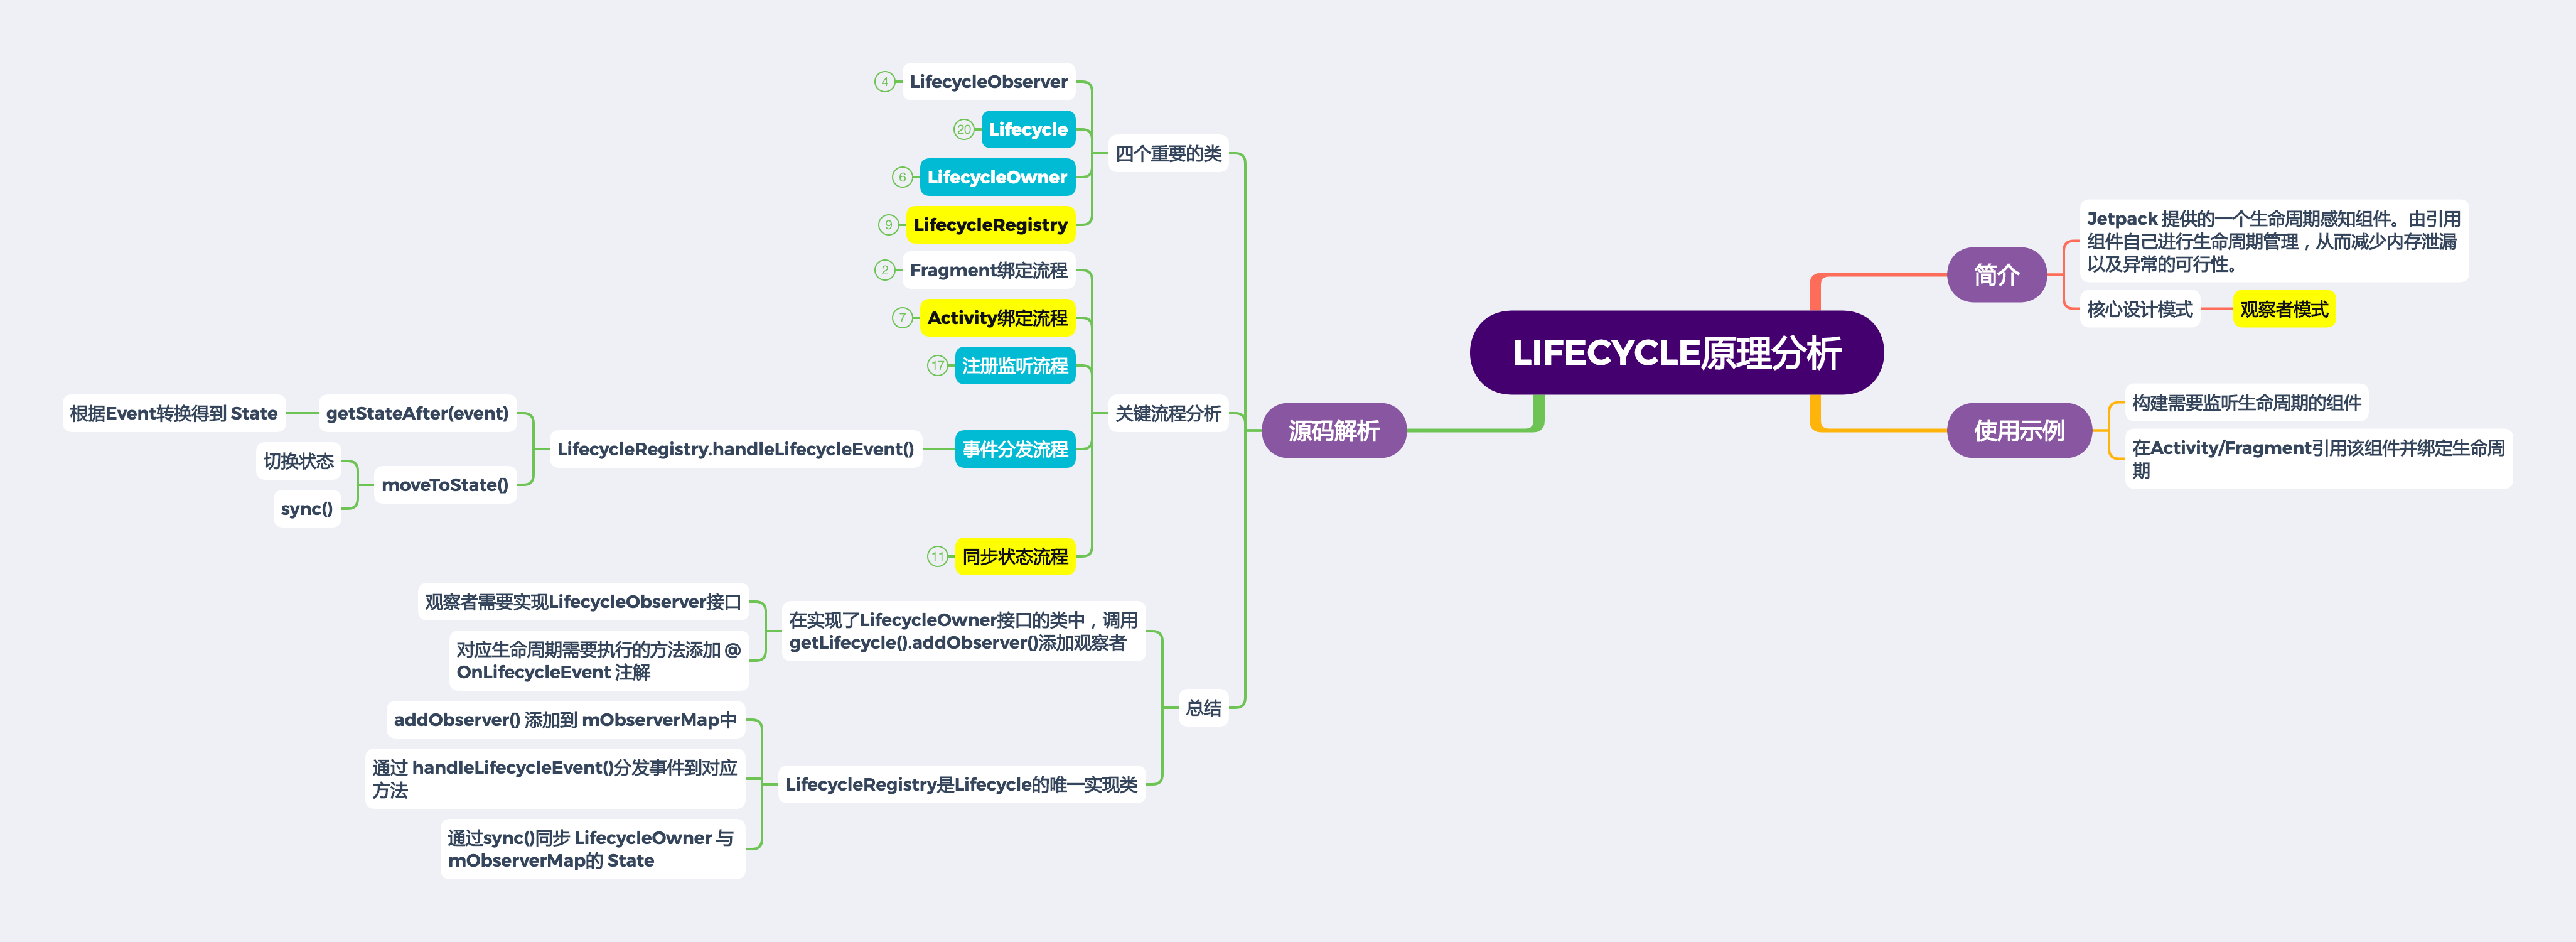 LIFECYCLE原理分析
简介
Jetpack 提供的一个生命周期感知组件。由引用
组件自己进行生命周期管理，从而减少内存泄漏
以及异常的可行性。
核心设计模式
观察者模式
使用示例
构建需要监听生命周期的组件
在Activity/Fragment引用该组件并绑定生命周
期
源码解析
四个重要的类
LifecycleObserver
4
Lifecycle
20
LifecycleOwner
6
LifecycleRegistry
9
关键流程分析
Fragment绑定流程
2
Activity绑定流程
7
注册监听流程
17
事件分发流程
LifecycleRegistry.handleLifecycleEvent()
getStateAfter(event)
根据Event转换得到 State
moveToState()
切换状态
sync()
同步状态流程
11
总结
在实现了LifecycleOwner接口的类中，调用
getLifecycle().addObserver()添加观察者
观察者需要实现LifecycleObserver接口
对应生命周期需要执行的方法添加 @
OnLifecycleEvent 注解
LifecycleRegistry是Lifecycle的唯一实现类
addObserver() 添加到 mObserverMap中
通过 handleLifecycleEvent()分发事件到对应
方法
通过sync()同步 LifecycleOwner 与
mObserverMap的 State